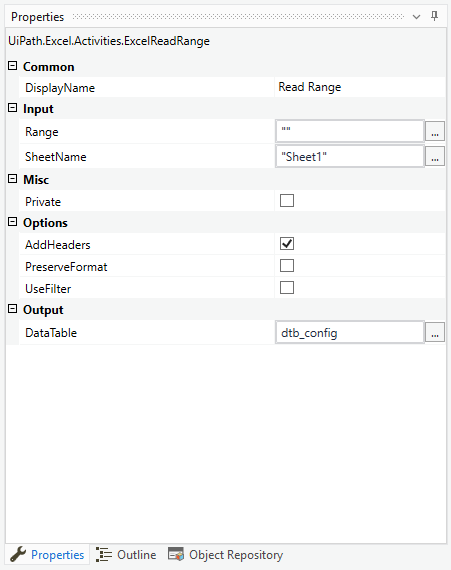 Properties
UiPath.Excel.Activities.ExcelReadRange
Common
DisplayName Read Range
Input
Range "" ...
SheetName "Sheet1" ...
Misc
Private
Options
AddHeaders
PreserveFormat
UseFilter
Output
DataTable dtb_config ...
Properties Outline Object Repository